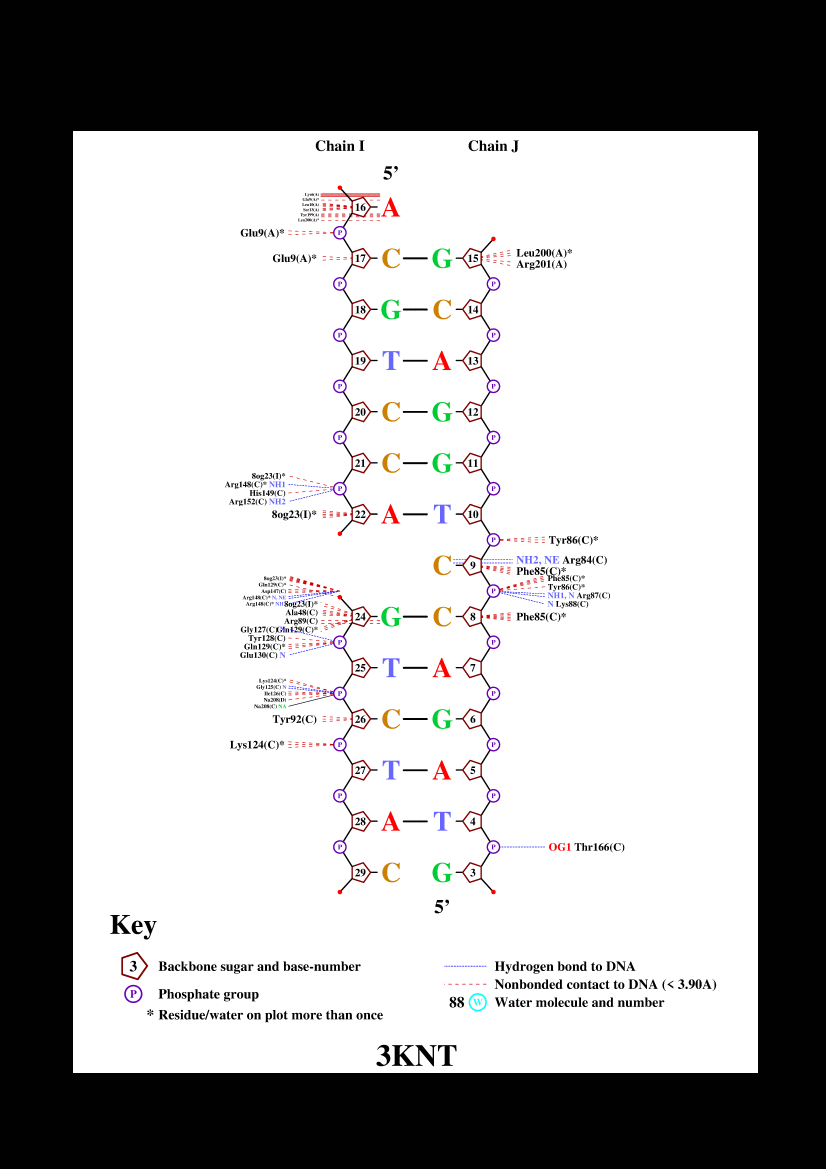 Chain I Chain J
5’
Lys6(A)
Glu9(A)*
Leu10(A)
Ser13(A)
Tyr199(A)
Leu200(A)*
16 A
Glu9(A)* P
Glu9(A)* 17 C G 15 Leu200(A)*
Arg201(A)
P P
18 G C 14
P P
19 T A 13
P P
20 C G 12
P P
21 C G 11
8og23(I)*
Arg148(C)* NH1
His149(C)
Arg152(C) NH2
P P
8og23(I)* 22 A T 10
P Tyr86(C)*
C 9 NH2, NE Arg84(C)
Phe85(C)*
8og23(I)*
Gln129(C)*
Asp147(C)
Arg148(C)* N, NE
Arg148(C)* NH
P Phe85(C)*
Tyr86(C)*
NH1, N Arg87(C)
N Lys88(C)
8og23(I)*
Ala48(C)
Arg89(C)
Gln129(C)*
24 G C 8 Phe85(C)*
Gly127(C)
Tyr128(C)
Gln129(C)*
Glu130(C) N
P P
25 T A 7
Lys124(C)*
Gly125(C) N
Ile126(C)
Na208(D)
Na208(C) NA
P P
Tyr92(C) 26 C G 6
Lys124(C)* P P
27 T A 5
P P
28 A T 4
P P OG1 Thr166(C)
29 C G 3
5’
Key
3 Backbone sugar and base-number
P Phosphate group
* Residue/water on plot more than once
Hydrogen bond to DNA
Nonbonded contact to DNA (< 3.90A)
88 W Water molecule and number
3KNT